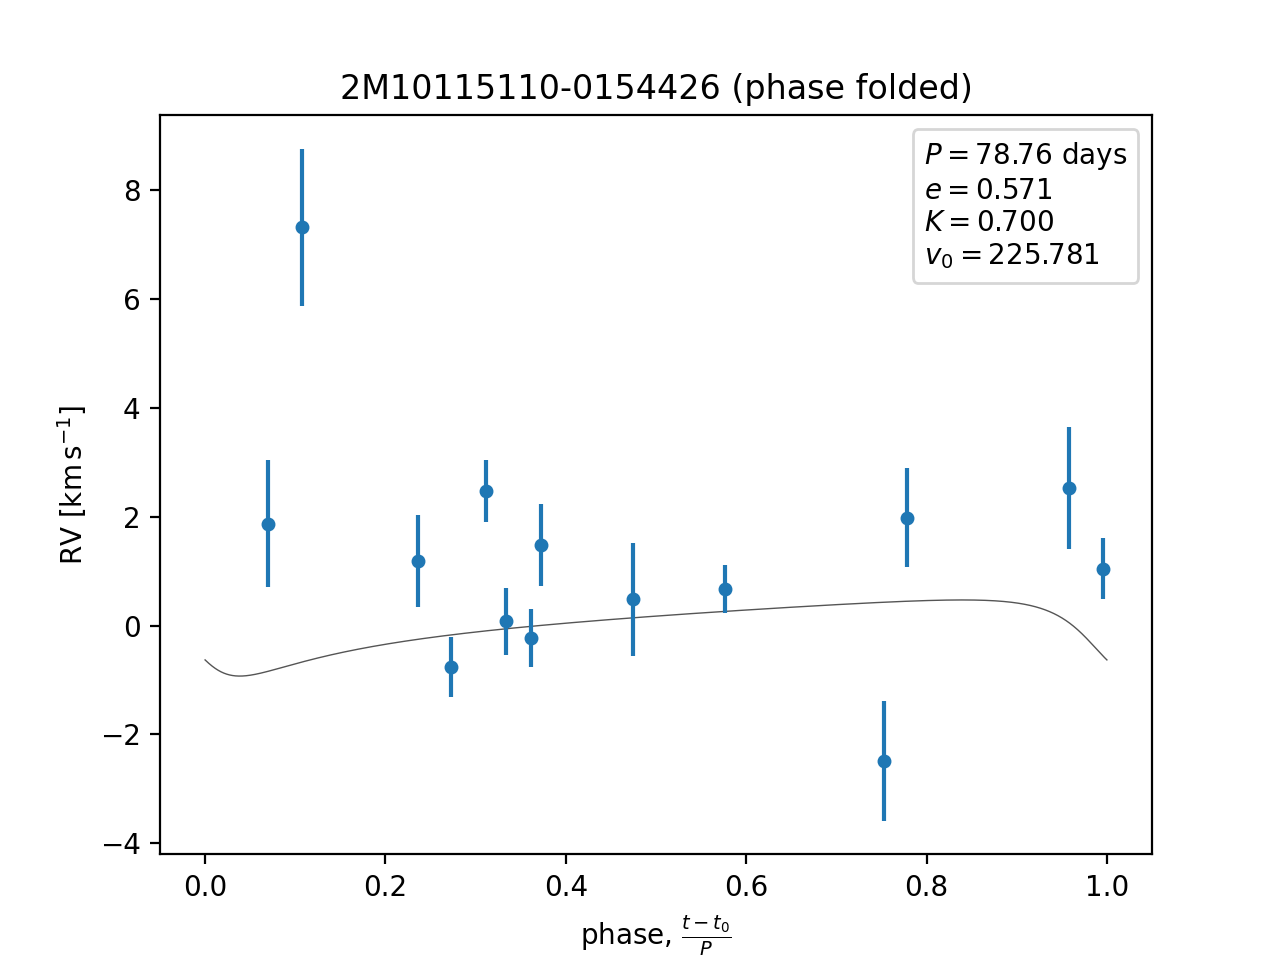 2M10115110-0154426 (phase folded)
P = 78.76 days
e = 0.571
K = 0.700
v₀ = 225.781
8
6
4
2
0
−2
−4
RV [km s⁻¹]
0.0 0.2 0.4 0.6 0.8 1.0
phase, (t − t₀)/P